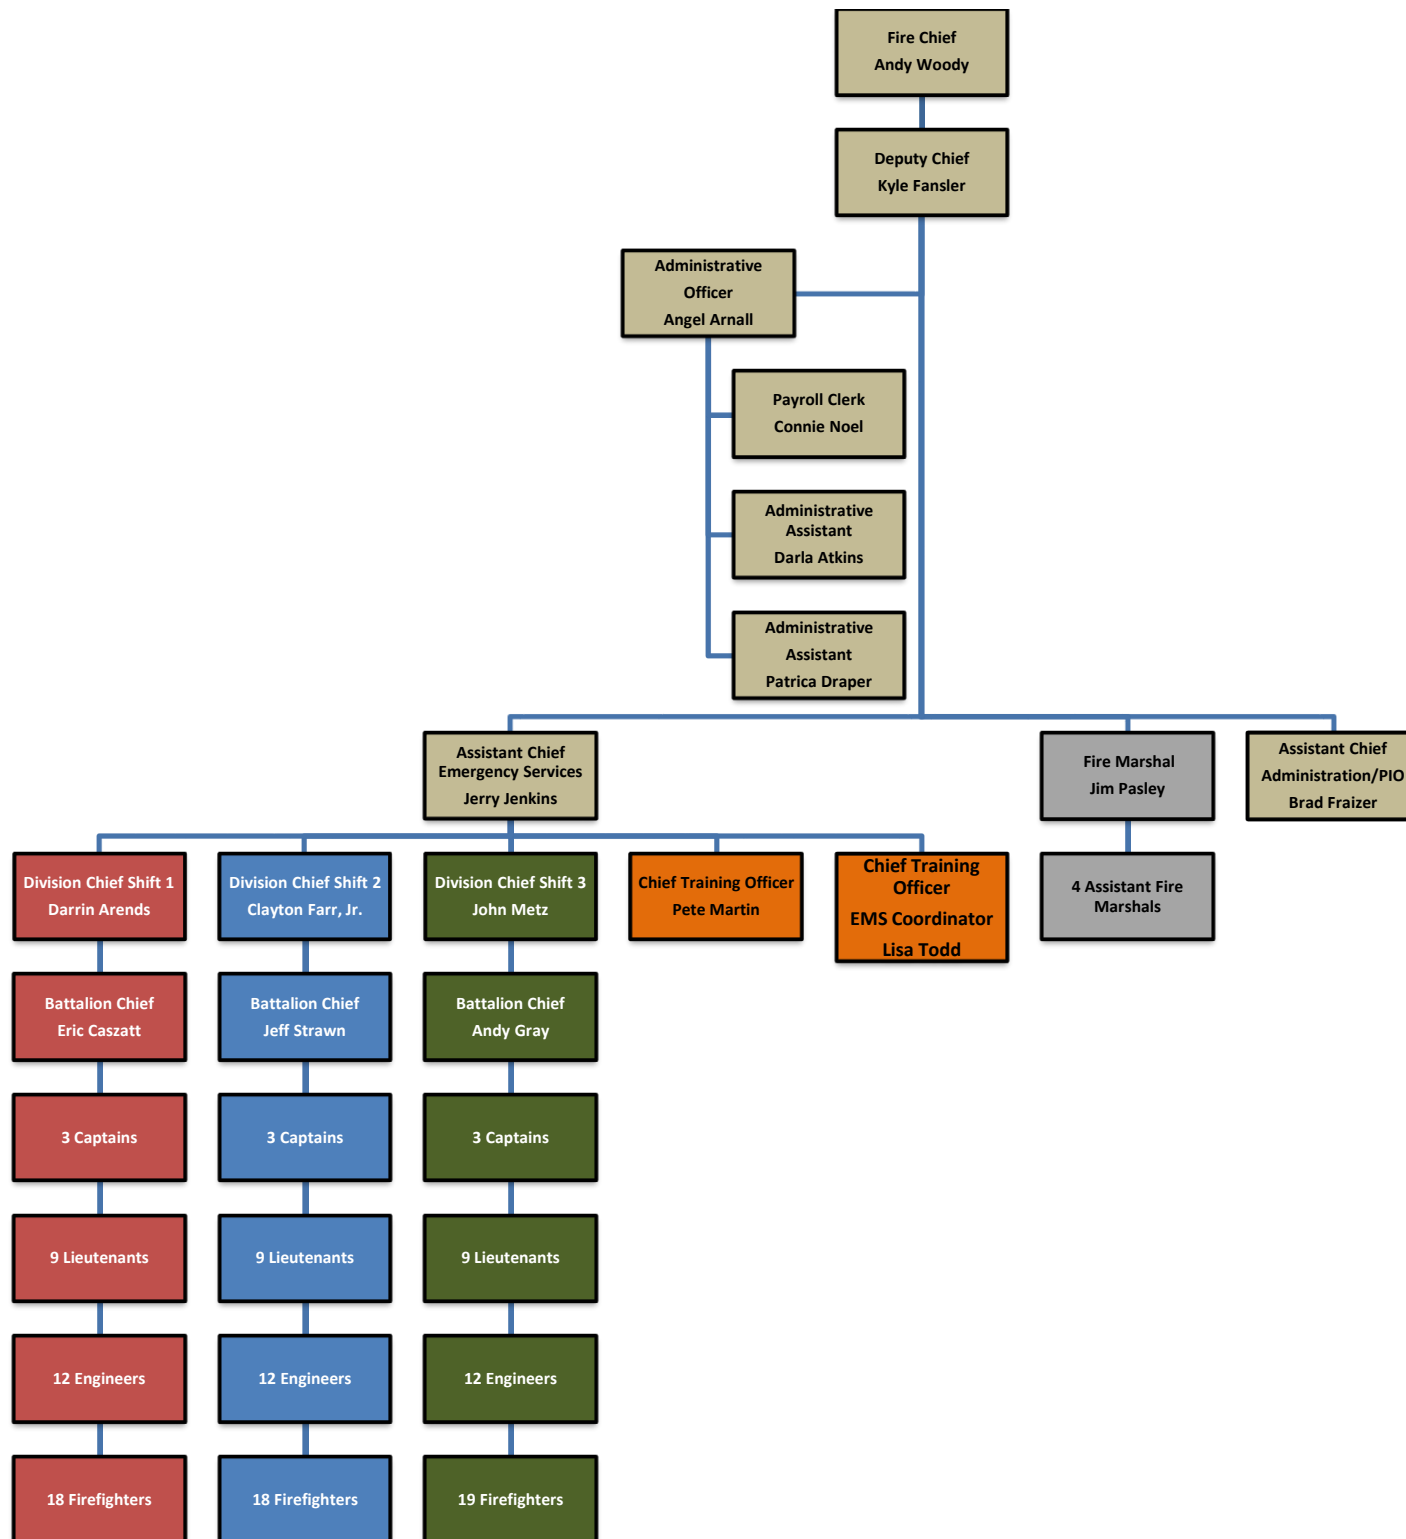 Fire Chief
Andy Woody
Deputy Chief
Kyle Fansler
Administrative
Officer
Angel Arnall
Payroll Clerk
Connie Noel
Administrative
Assistant
Darla Atkins
Administrative
Assistant
Patrica Draper
Assistant Chief
Emergency Services
Jerry Jenkins
Fire Marshal
Jim Pasley
Assistant Chief
Administration/PIO
Brad Fraizer
Division Chief Shift 1
Darrin Arends
Division Chief Shift 2
Clayton Farr, Jr.
Division Chief Shift 3
John Metz
Chief Training Officer
Pete Martin
Chief Training
Officer
EMS Coordinator
Lisa Todd
4 Assistant Fire
Marshals
Battalion Chief
Eric Caszatt
Battalion Chief
Jeff Strawn
Battalion Chief
Andy Gray
3 Captains
3 Captains
3 Captains
9 Lieutenants
9 Lieutenants
9 Lieutenants
12 Engineers
12 Engineers
12 Engineers
18 Firefighters
18 Firefighters
19 Firefighters